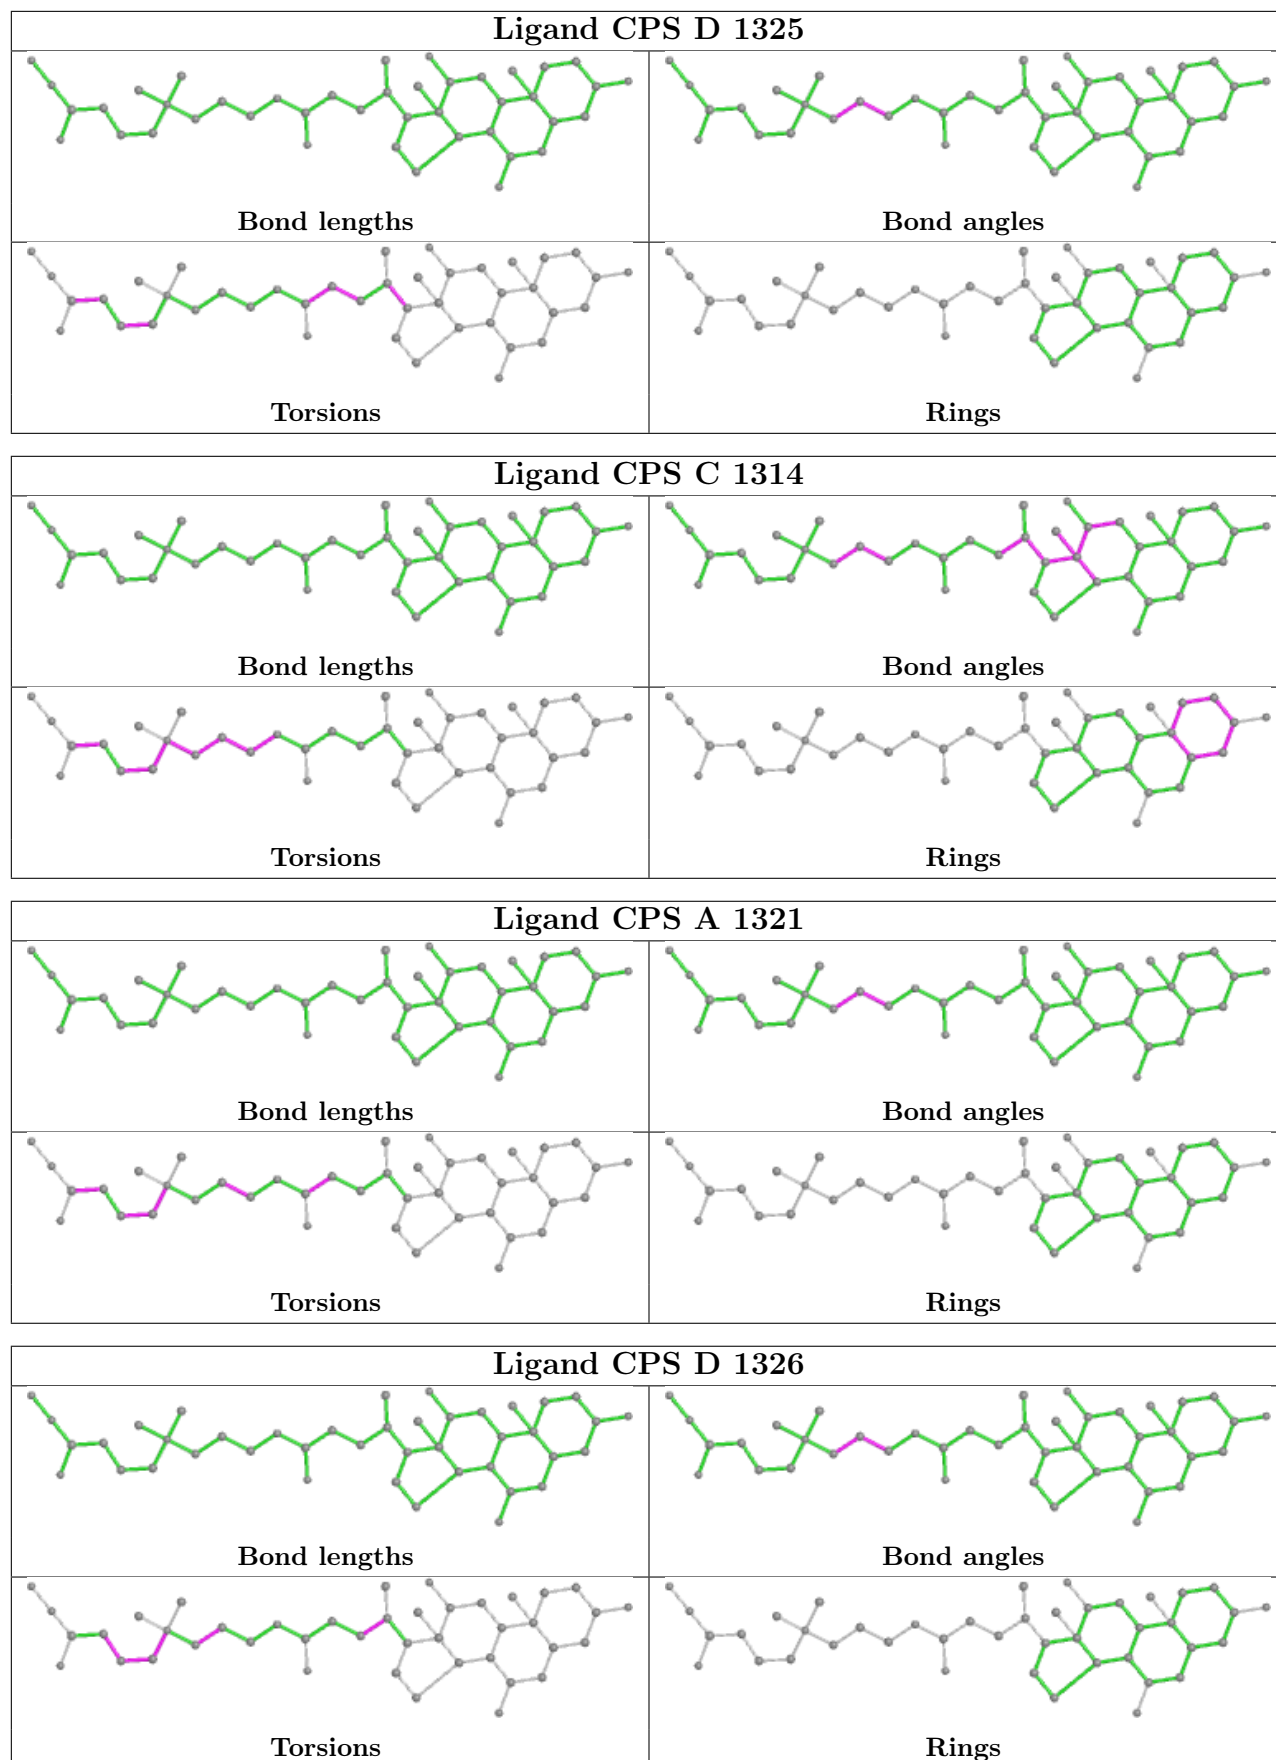 Ligand CPS D 1325
Bond lengths
Bond angles
Torsions
Rings
Ligand CPS C 1314
Bond lengths
Bond angles
Torsions
Rings
Ligand CPS A 1321
Bond lengths
Bond angles
Torsions
Rings
Ligand CPS D 1326
Bond lengths
Bond angles
Torsions
Rings